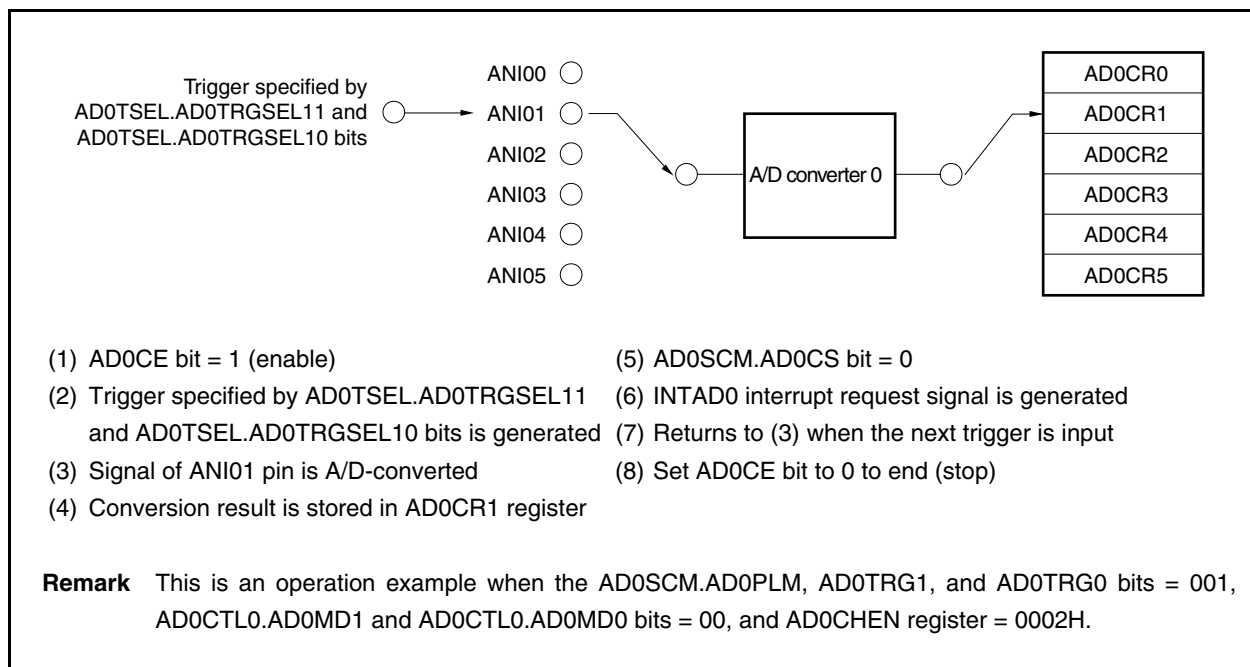 Trigger specified by
AD0TSEL.AD0TRGSEL11 and
AD0TSEL.AD0TRGSEL10 bits
ANI00
ANI01
ANI02
ANI03
ANI04
ANI05
A/D converter 0
AD0CR0
AD0CR1
AD0CR2
AD0CR3
AD0CR4
AD0CR5
(1) AD0CE bit = 1 (enable)
(2) Trigger specified by AD0TSEL.AD0TRGSEL11
and AD0TSEL.AD0TRGSEL10 bits is generated
(3) Signal of ANI01 pin is A/D-converted
(4) Conversion result is stored in AD0CR1 register
(5) AD0SCM.AD0CS bit = 0
(6) INTAD0 interrupt request signal is generated
(7) Returns to (3) when the next trigger is input
(8) Set AD0CE bit to 0 to end (stop)
Remark This is an operation example when the AD0SCM.AD0PLM, AD0TRG1, and AD0TRG0 bits = 001,
AD0CTL0.AD0MD1 and AD0CTL0.AD0MD0 bits = 00, and AD0CHEN register = 0002H.